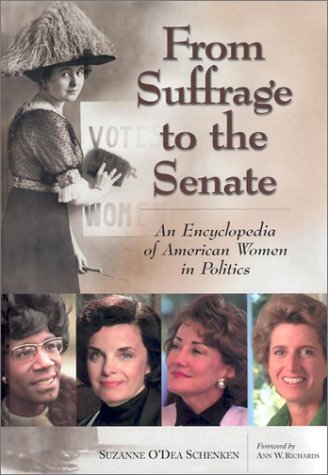 From
Suffrage
to the
Senate
VOTES
WOMEN
An Encyclopedia
of American Women
in Politics
SUZANNE O'DEA SCHENKEN
Foreword by
ANN W. RICHARDS